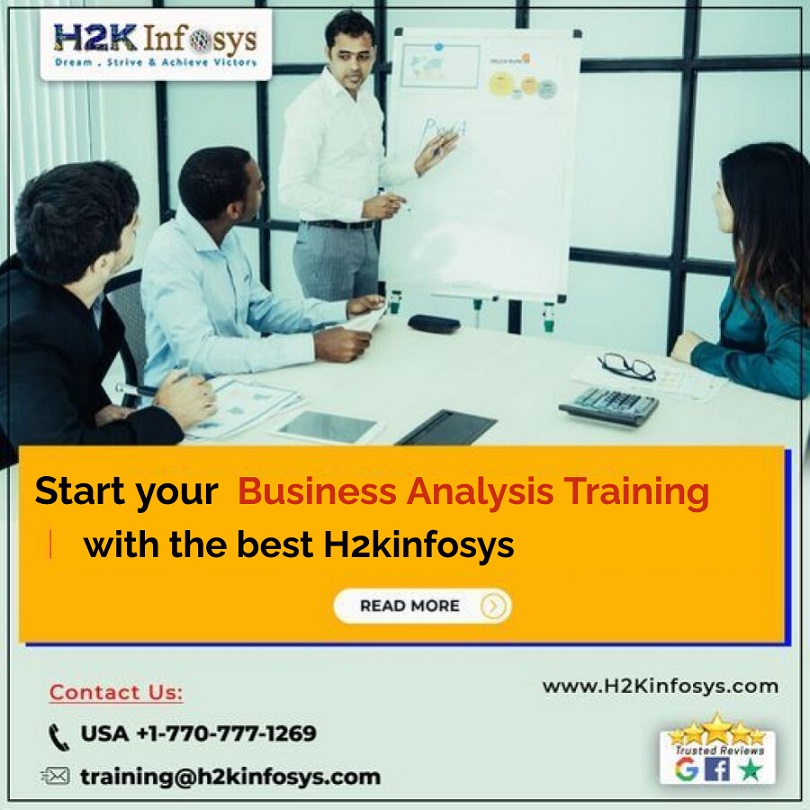 H2K Infosys
Dream . Strive & Achieve Victors
Profit
Start your Business Analysis Training
with the best H2kinfosys
READ MORE
Contact Us:
www.H2Kinfosys.com
USA +1-770-777-1269
training@h2kinfosys.com
Trusted Reviews